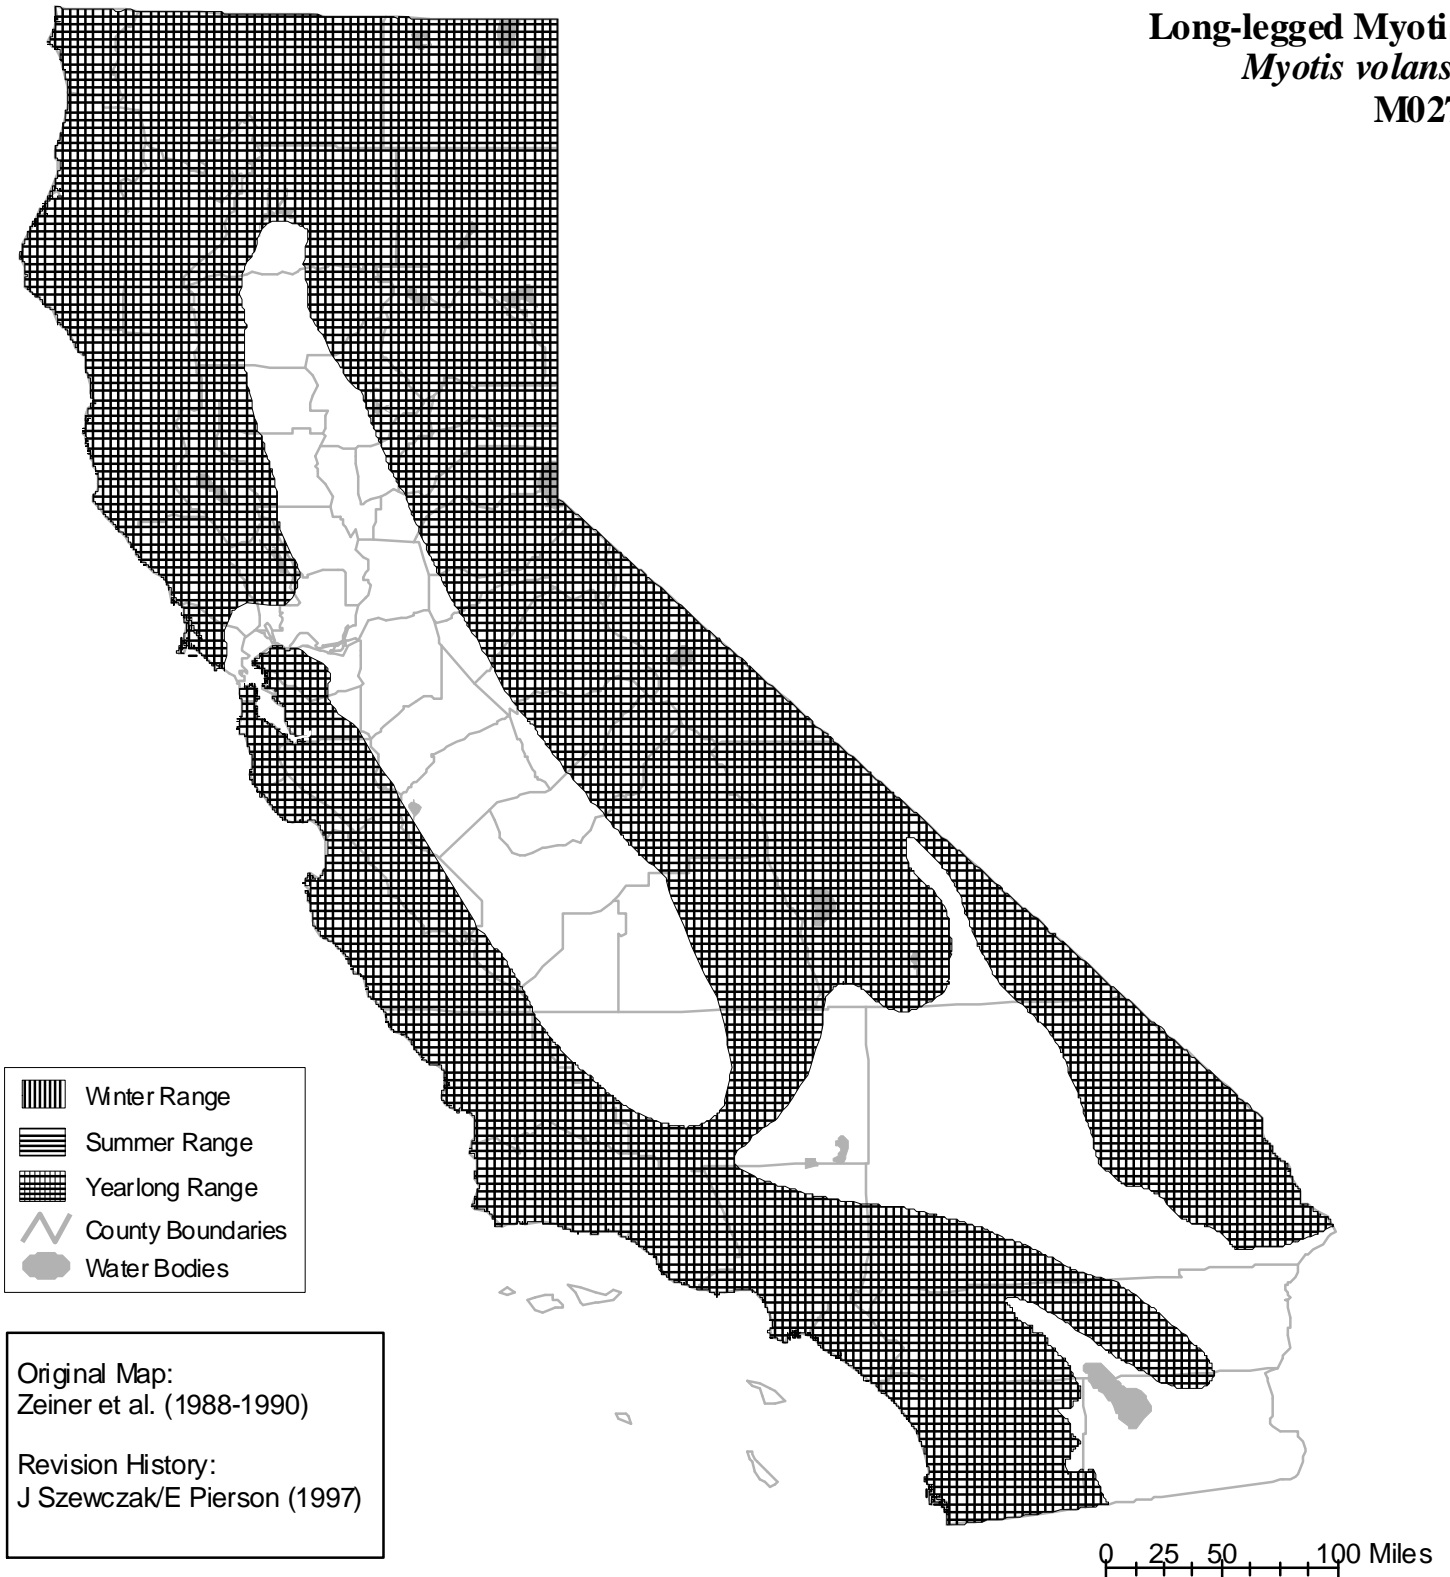 Long-legged Myoti
Myotis volans
M027
Winter Range
Summer Range
Yearlong Range
County Boundaries
Water Bodies
Original Map:
Zeiner et al. (1988-1990)
Revision History:
J Szewczak/E Pierson (1997)
0 25 50 100 Miles